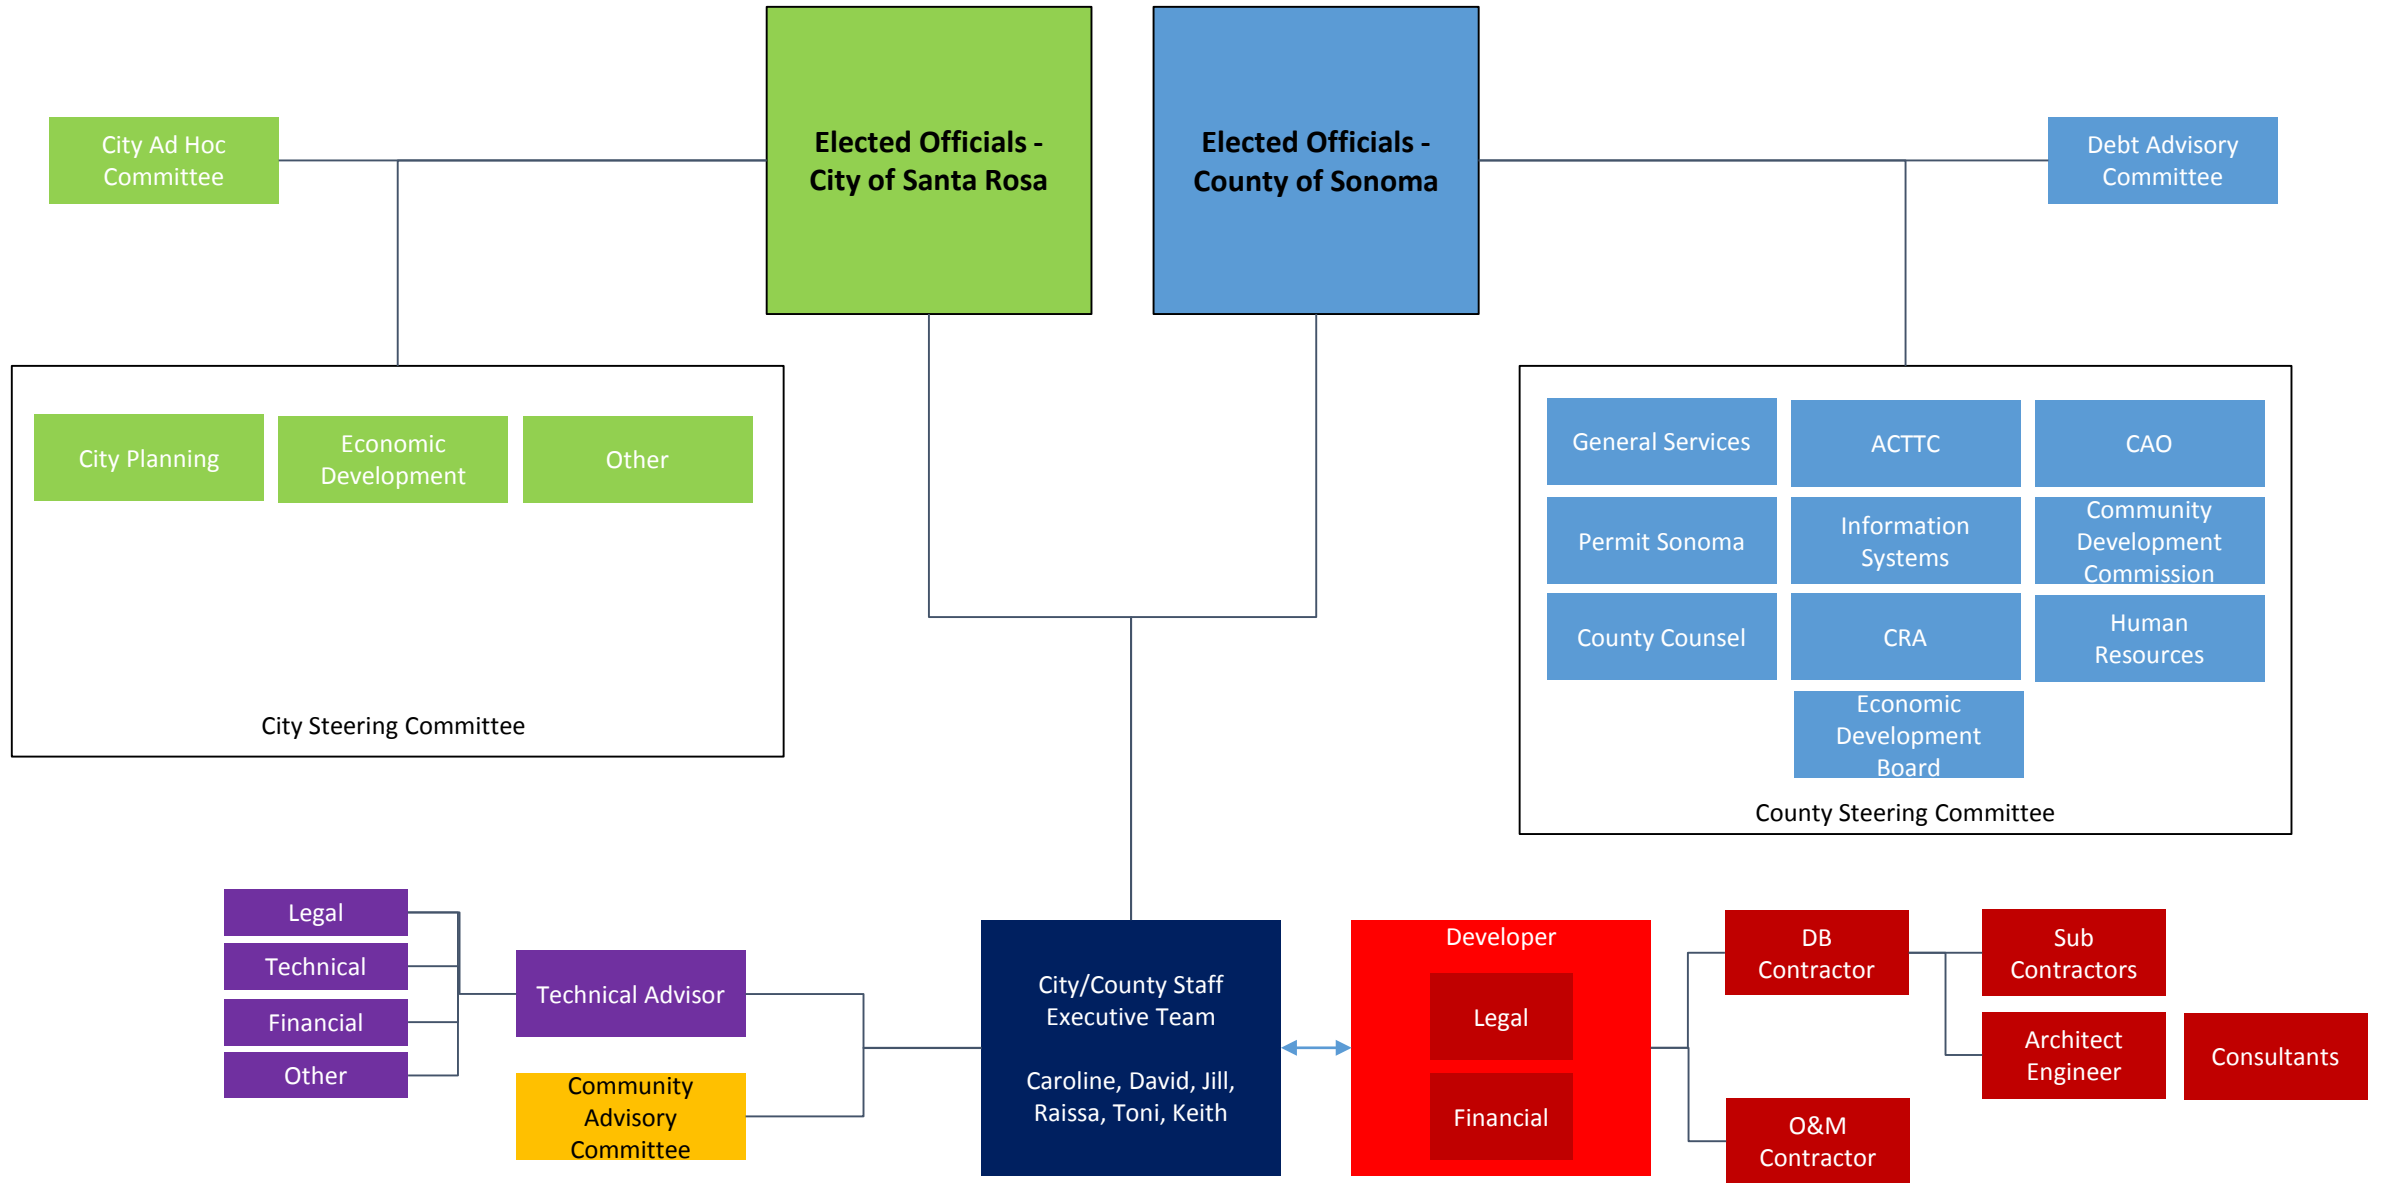 Elected Officials -
City of Santa Rosa
Elected Officials -
County of Sonoma
City Ad Hoc
Committee
Debt Advisory
Committee
City Planning
Economic
Development
Other
City Steering Committee
General Services
ACTTC
CAO
Permit Sonoma
Information
Systems
Community
Development
Commission
County Counsel
CRA
Human
Resources
Economic
Development
Board
County Steering Committee
Legal
Technical
Financial
Other
Technical Advisor
Community
Advisory
Committee
City/County Staff
Executive Team
Caroline, David, Jill,
Raissa, Toni, Keith
Developer
Legal
Financial
DB
Contractor
Sub
Contractors
Architect
Engineer
Consultants
O&M
Contractor